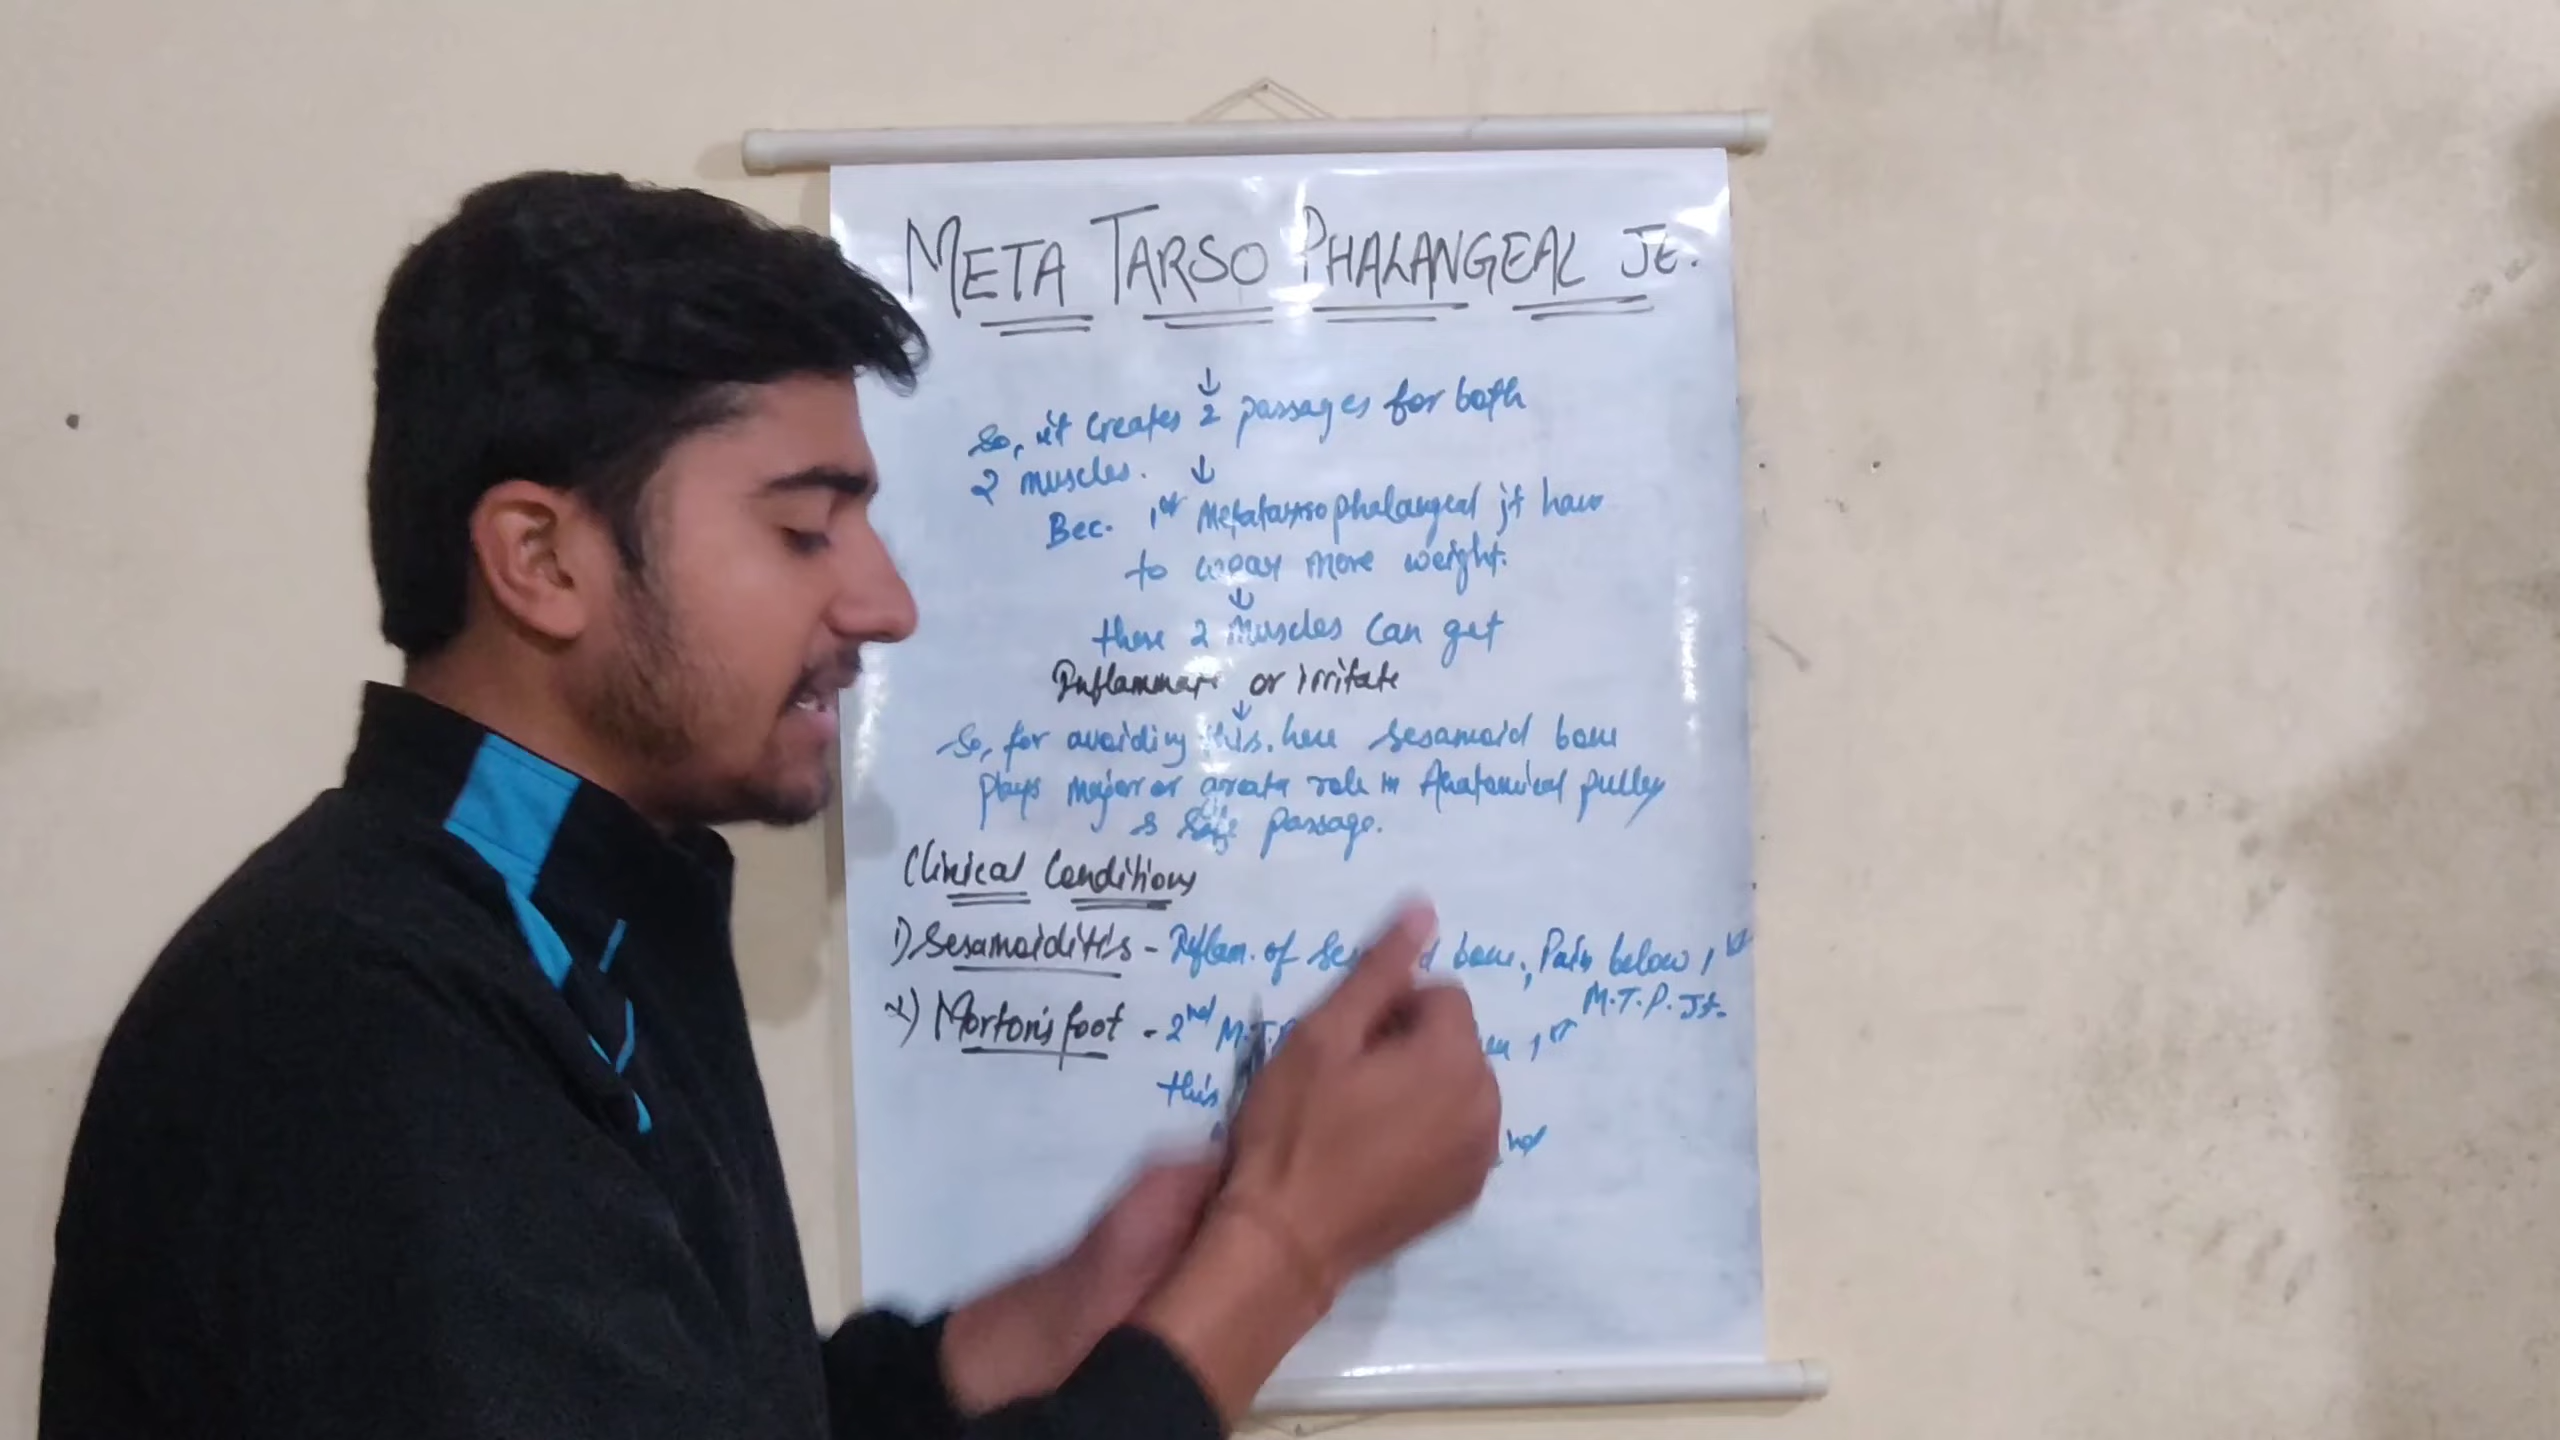 META TARSO PHALANGEAL Jt.
↓
So, it creates 2 passages for both
2 muscles. ↓
Bec. 1st Metatarsophalangeal jt have
to wear more weight.
↓
these 2 Muscles can get
Inflammate or irritate
↓
So, for avoiding this, here sesamoid bone
plays major or greate role in Anatomical pulley
& Safe passage.
Clinical Conditions
1) Sesamoiditis - Inflam. of bone, Pain below 1st
M.T.P. Jt.
2) Morton's foot - 2nd M.T.P 1st
this